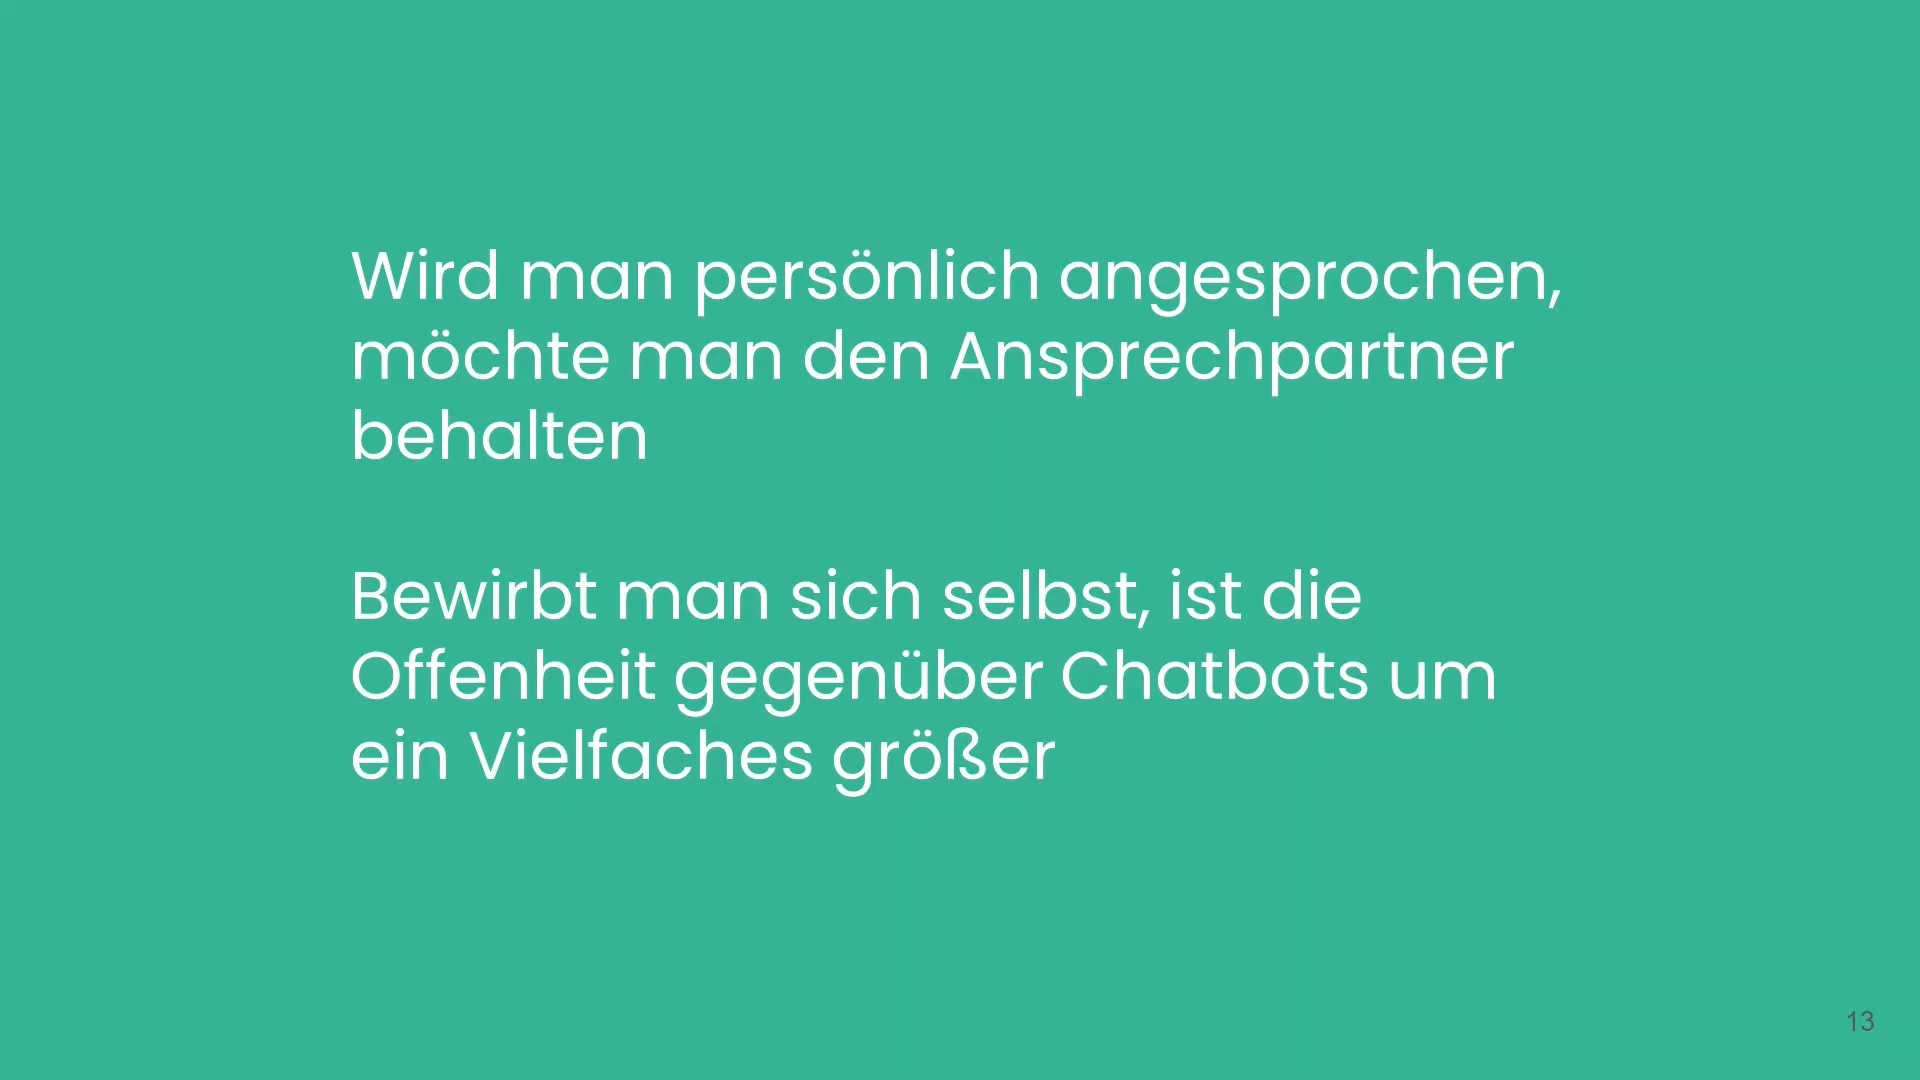 Wird man persönlich angesprochen,
möchte man den Ansprechpartner
behalten
Bewirbt man sich selbst, ist die
Offenheit gegenüber Chatbots um
ein Vielfaches größer
13